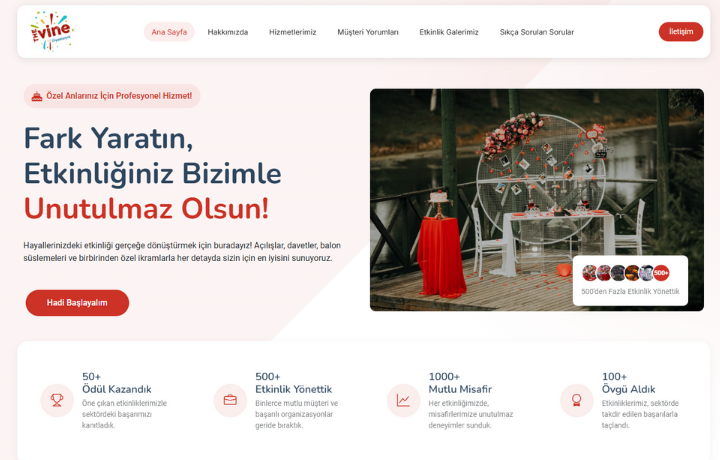 THE
vine
Ana Sayfa
Hakkımızda
Hizmetlerimiz
Müşteri Yorumları
Etkinlik Galerimiz
Sıkça Sorulan Sorular
İletişim
Özel Anlarınız İçin Profesyonel Hizmet!
Fark Yaratın,
Etkinliğiniz Bizimle
Unutulmaz Olsun!
Hayallerinizdeki etkinliği gerçeğe dönüştürmek için buradayız! Açılışlar, davetler, balon
süslemeleri ve birbirinden özel ikramlarla her detayda sizin için en iyisini sunuyoruz.
Hadi Başlayalım
500+
500'den Fazla Etkinlik Yönettik
50+
Ödül Kazandık
Öne çıkan etkinliklerimizle
sektördeki başarımızı
kanıtladık.
500+
Etkinlik Yönettik
Binlerce mutlu müşteri ve
başarılı organizasyonlar
geride bıraktık.
1000+
Mutlu Misafir
Her etkinliğimizde,
misafirlerimize unutulmaz
deneyimler sunduk.
100+
Övgü Aldık
Etkinliklerimiz, sektörde
takdir edilen başarılarla
taçlandı.